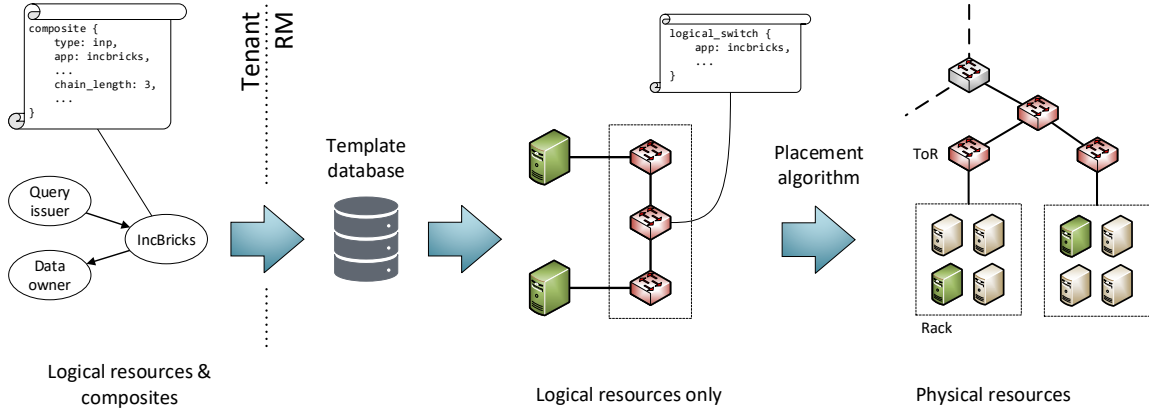 composite {
type: inp,
app: incbricks,
...
chain_length: 3,
...
}
Query
issuer
IncBricks
Data
owner
Logical resources &
composites
Tenant
RM
Template
database
logical_switch {
app: incbricks,
...
}
Logical resources only
Placement
algorithm
ToR
Rack
Physical resources